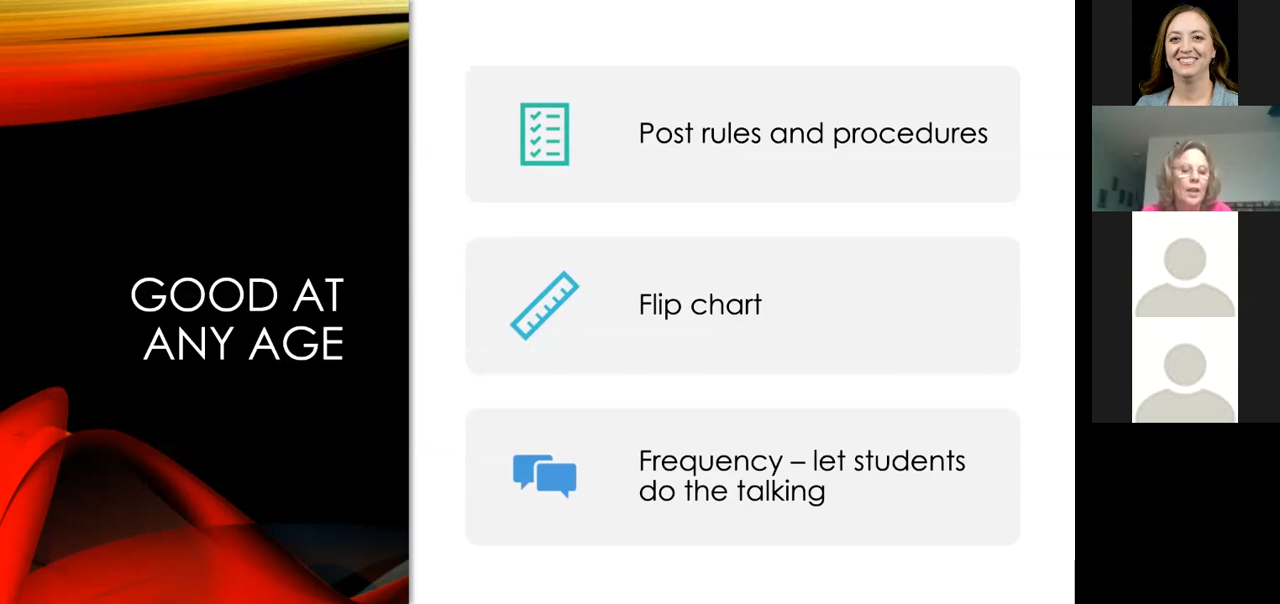 GOOD AT
ANY AGE
Post rules and procedures
Flip chart
Frequency – let students
do the talking